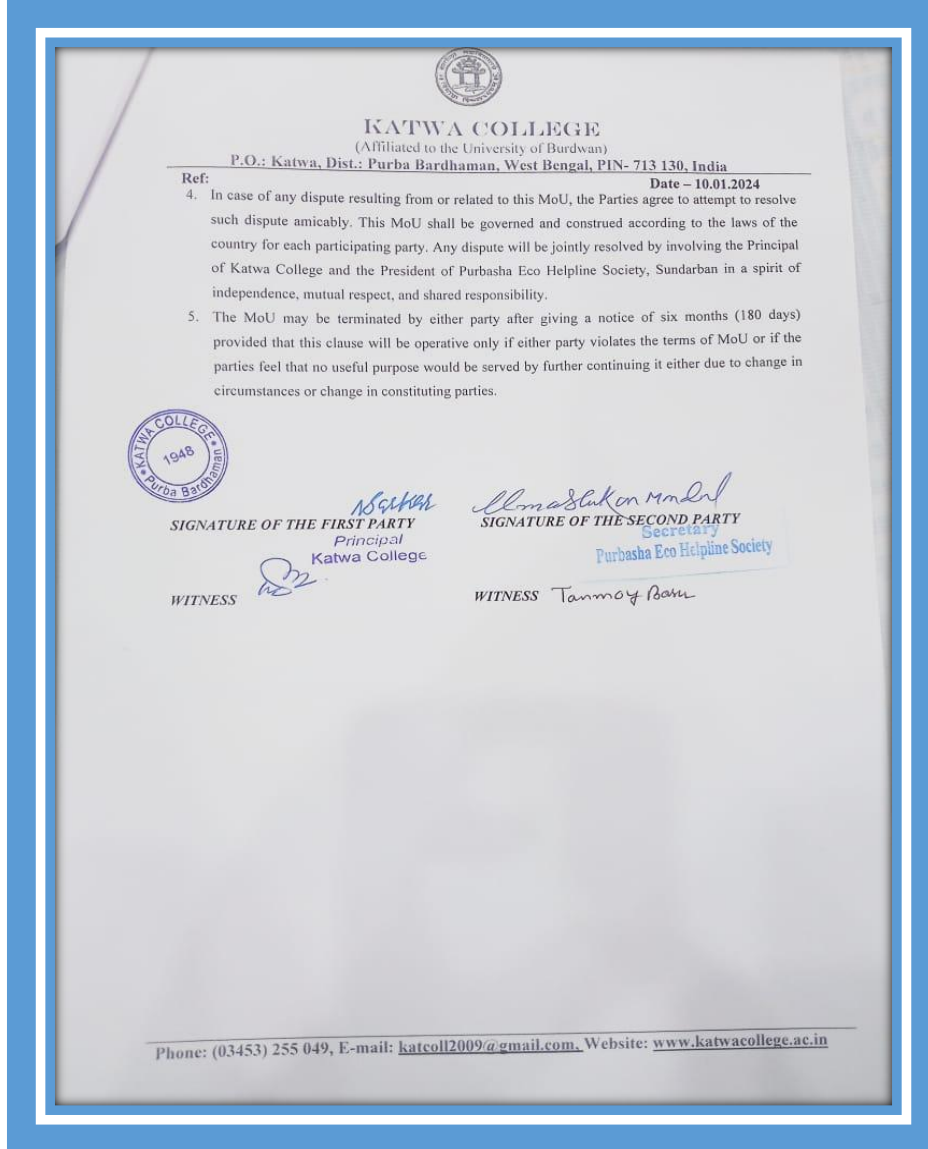 KATWA COLLEGE
(Affiliated to the University of Burdwan)
P.O.: Katwa, Dist.: Purba Bardhaman, West Bengal, PIN- 713 130, India
Ref:
Date – 10.01.2024
4. In case of any dispute resulting from or related to this MoU, the Parties agree to attempt to resolve
such dispute amicably. This MoU shall be governed and construed according to the laws of the
country for each participating party. Any dispute will be jointly resolved by involving the Principal
of Katwa College and the President of Purbasha Eco Helpline Society, Sundarban in a spirit of
independence, mutual respect, and shared responsibility.
5. The MoU may be terminated by either party after giving a notice of six months (180 days)
provided that this clause will be operative only if either party violates the terms of MoU or if the
parties feel that no useful purpose would be served by further continuing it either due to change in
circumstances or change in constituting parties.
KATWA COLLEGE
1948
Purba Bardhaman
SIGNATURE OF THE FIRST PARTY
Principal
Katwa College
SIGNATURE OF THE SECOND PARTY
Secretary
Purbasha Eco Helpline Society
WITNESS
WITNESS Tanmoy Basu
Phone: (03453) 255 049, E-mail: katcoll2009@gmail.com, Website: www.katwacollege.ac.in